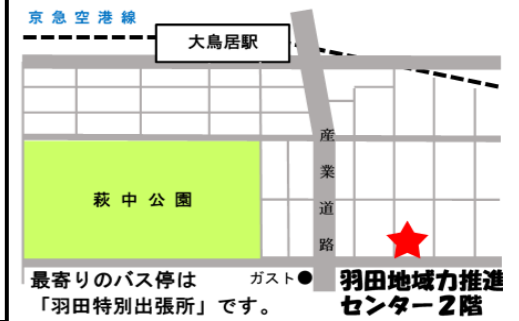 京急空港線
大鳥居駅
産業道路
萩中公園
最寄りのバス停は
「羽田特別出張所」です。
ガスト●
羽田地域力推進
センター２階